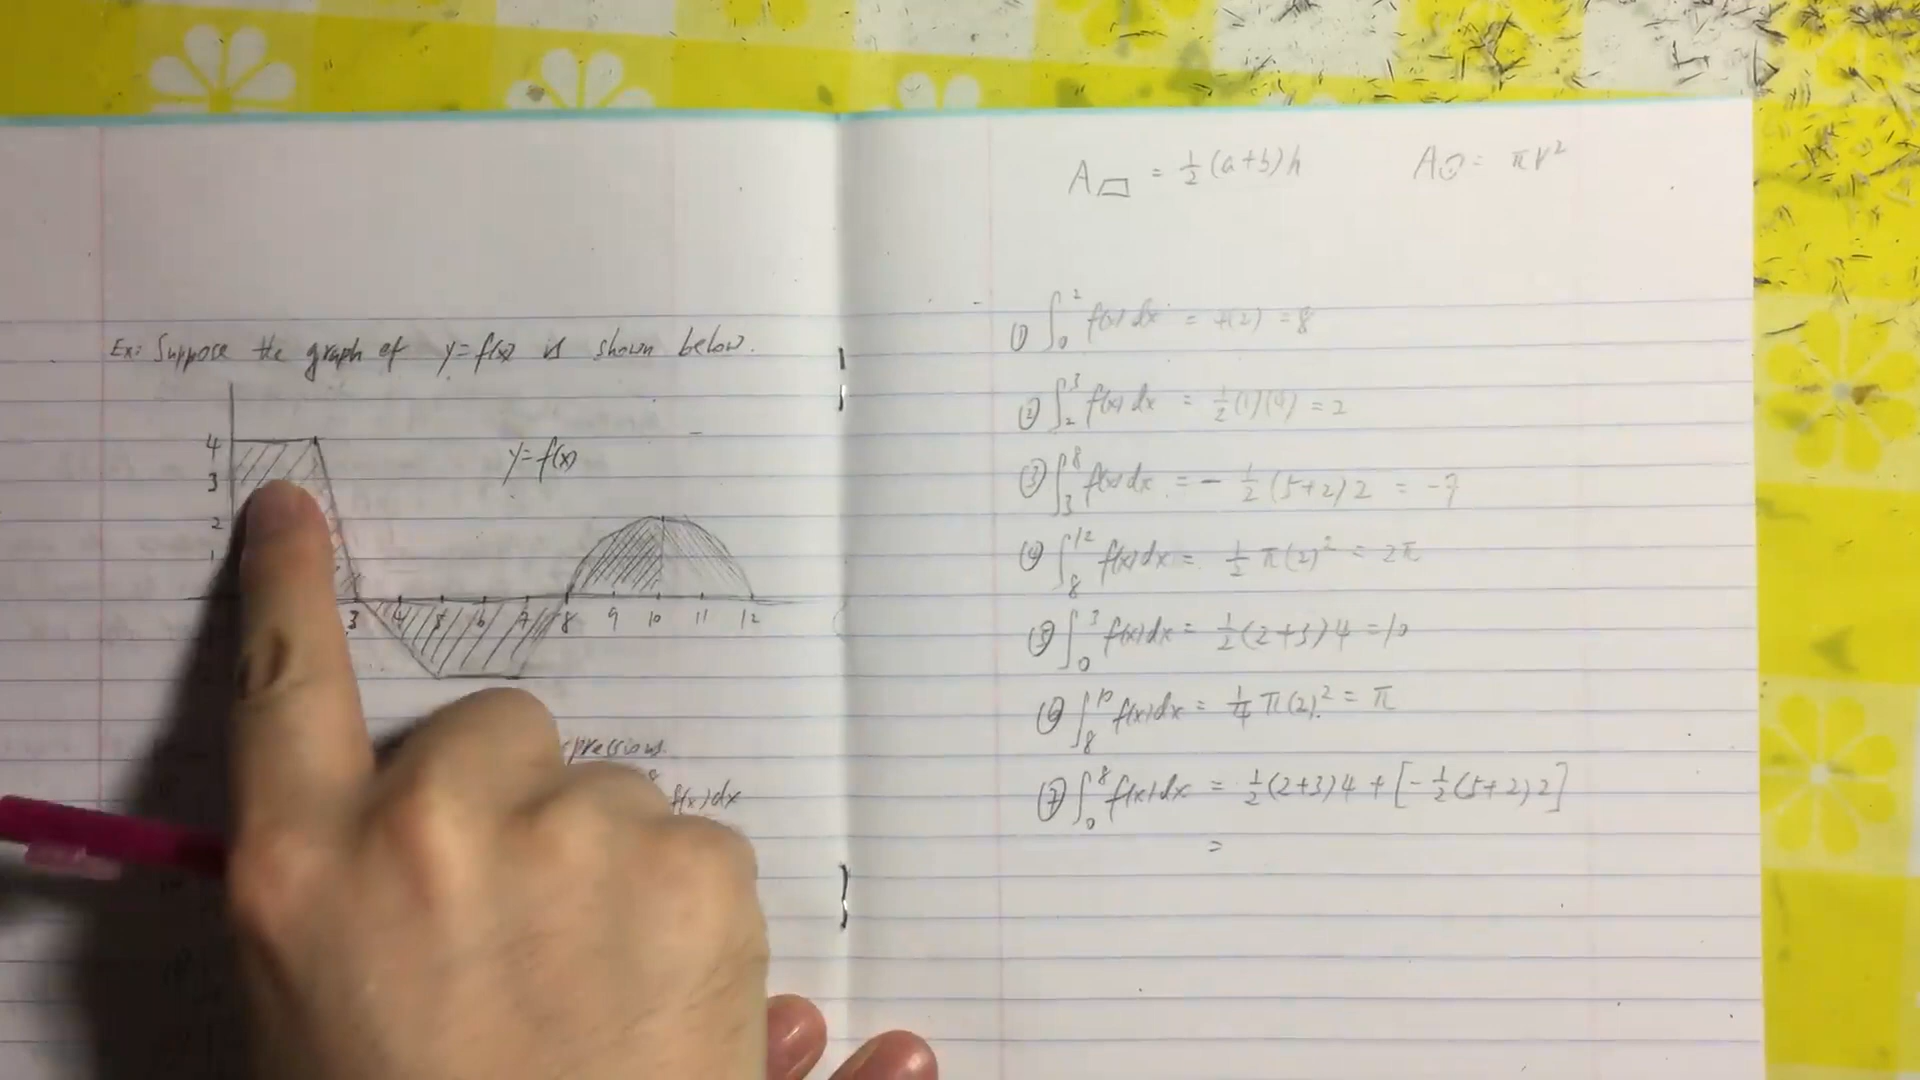 Ex: Suppose the graph of y=f(x) is shown below.
4
3
2
1
y=f(x)
3 4 5 6 7 8 9 10 11 12
f(x)dx
A▱ = ½(a+b)h
A○ = πr²
① ∫₀² f(x)dx = 4(2) = 8
② ∫₂³ f(x)dx = ½(1)(4) = 2
③ ∫₃⁸ f(x)dx = - ½(5+2)2 = -7
④ ∫₈¹² f(x)dx = ½π(2)² = 2π
⑤ ∫₀³ f(x)dx = ½(2+3)4 = 10
⑥ ∫₈¹⁰ f(x)dx = ¼π(2)² = π
⑦ ∫₀⁸ f(x)dx = ½(2+3)4 + [-½(5+2)2]
=